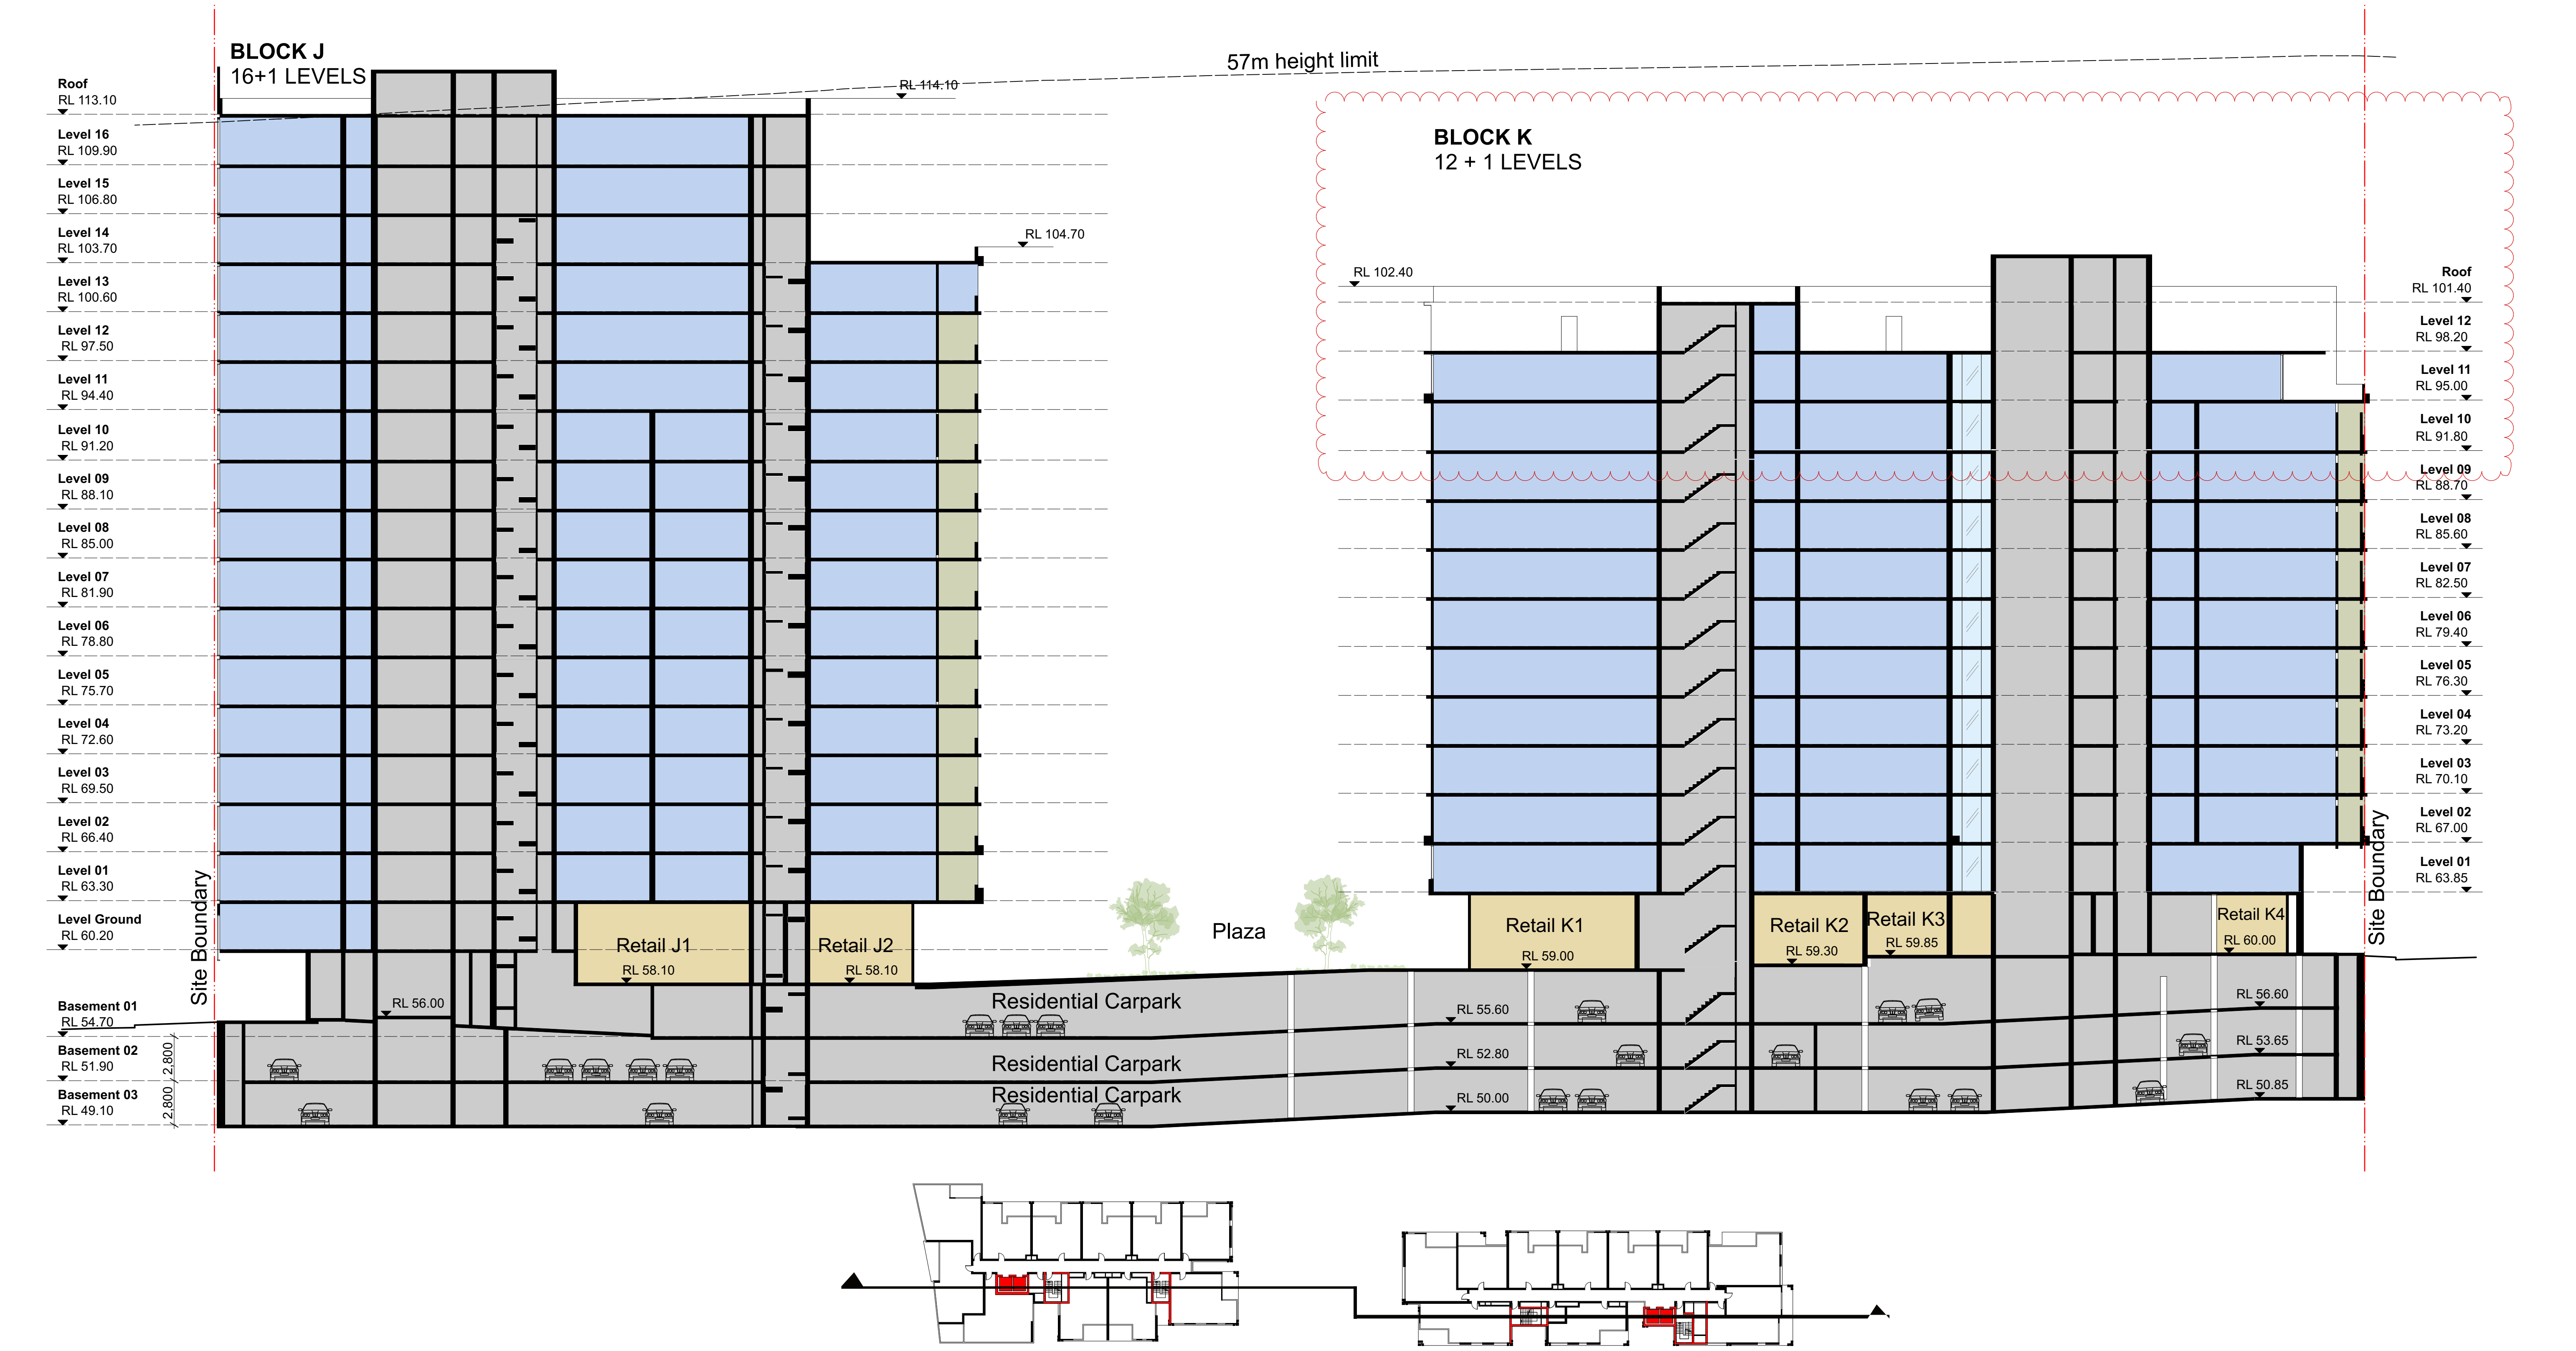 BLOCK J
16+1 LEVELS
57m height limit
Roof
RL 113.10
RL 114.10
Level 16
RL 109.90
Level 15
RL 106.80
Level 14
RL 103.70
RL 104.70
Level 13
RL 100.60
Level 12
RL 97.50
Level 11
RL 94.40
Level 10
RL 91.20
Level 09
RL 88.10
Level 08
RL 85.00
Level 07
RL 81.90
Level 06
RL 78.80
Level 05
RL 75.70
Level 04
RL 72.60
Level 03
RL 69.50
Level 02
RL 66.40
Level 01
RL 63.30
Level Ground
RL 60.20
Basement 01
RL 54.70
Basement 02
RL 51.90
Basement 03
RL 49.10
2,800
2,800
Site Boundary
RL 56.00
Retail J1
RL 58.10
Retail J2
RL 58.10
Residential Carpark
Residential Carpark
Residential Carpark
Plaza
BLOCK K
12 + 1 LEVELS
RL 102.40
Retail K1
RL 59.00
Retail K2
RL 59.30
Retail K3
RL 59.85
Retail K4
RL 60.00
RL 55.60
RL 52.80
RL 50.00
RL 56.60
RL 53.65
RL 50.85
Roof
RL 101.40
Level 12
RL 98.20
Level 11
RL 95.00
Level 10
RL 91.80
Level 09
RL 88.70
Level 08
RL 85.60
Level 07
RL 82.50
Level 06
RL 79.40
Level 05
RL 76.30
Level 04
RL 73.20
Level 03
RL 70.10
Level 02
RL 67.00
Level 01
RL 63.85
Site Boundary